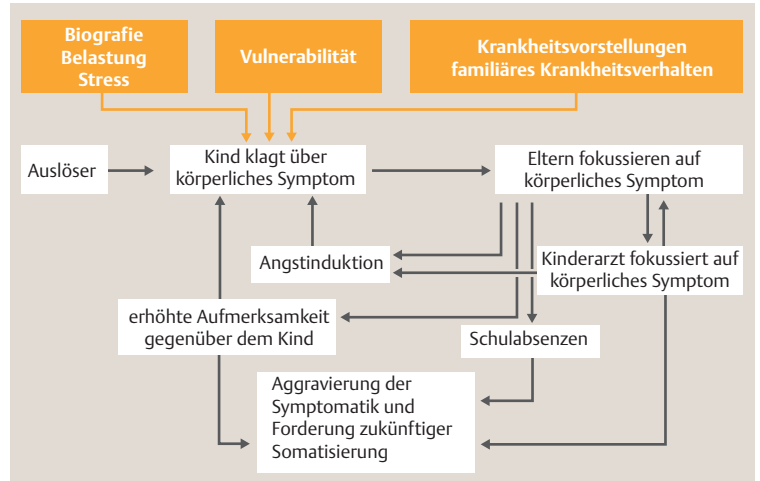 Biografie
Belastung
Stress
Vulnerabilität
Krankheitsvorstellungen
familiäres Krankheitsverhalten
Auslöser
Kind klagt über
körperliches Symptom
Eltern fokussieren auf
körperliches Symptom
Angstinduktion
Kinderarzt fokussiert auf
körperliches Symptom
erhöhte Aufmerksamkeit
gegenüber dem Kind
Schulabsenzen
Aggravierung der
Symptomatik und
Forderung zukünftiger
Somatisierung